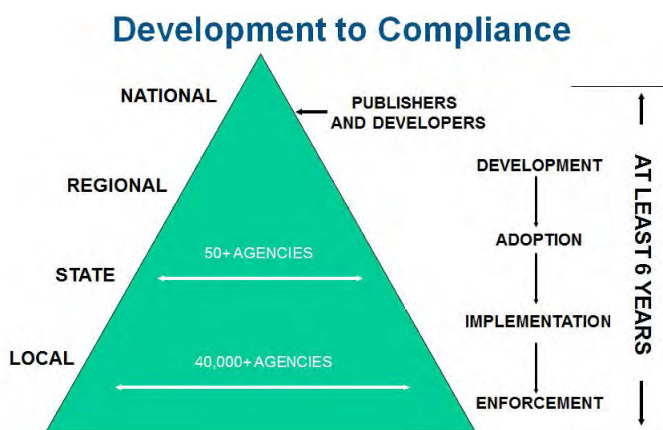 Development to Compliance
NATIONAL
PUBLISHERS
AND DEVELOPERS
REGIONAL
DEVELOPMENT
50+ AGENCIES
ADOPTION
STATE
IMPLEMENTATION
LOCAL
40,000+ AGENCIES
ENFORCEMENT
AT LEAST 6 YEARS